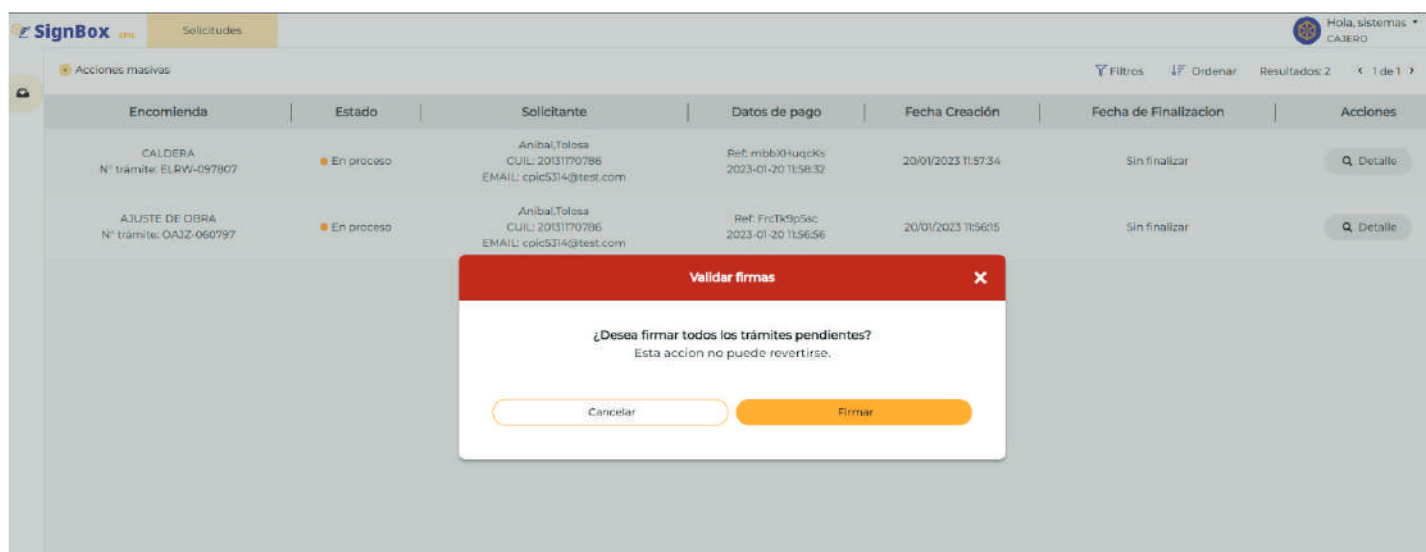 SignBox cpic
Solicitudes
Hola, sistemas
CAJERO
Acciones masivas
Filtros
Ordenar
Resultados: 2
1 de 1
Encomienda
Estado
Solicitante
Datos de pago
Fecha Creación
Fecha de Finalizacion
Acciones
CALDERA
N° trámite: ELRW-097807
En proceso
Anibal,Tolosa
CUIL: 20131170786
EMAIL: cpic5314@test.com
Ref: mbbXHuqcKs
2023-01-20 11:58:32
20/01/2023 11:57:34
Sin finalizar
Detalle
AJUSTE DE OBRA
N° trámite: OAJZ-060797
En proceso
Anibal,Tolosa
CUIL: 20131170786
EMAIL: cpic5314@test.com
Ref: FrcTk9pSsc
2023-01-20 11:56:56
20/01/2023 11:56:15
Sin finalizar
Detalle
Validar firmas
¿Desea firmar todos los trámites pendientes?
Esta accion no puede revertirse.
Cancelar
Firmar